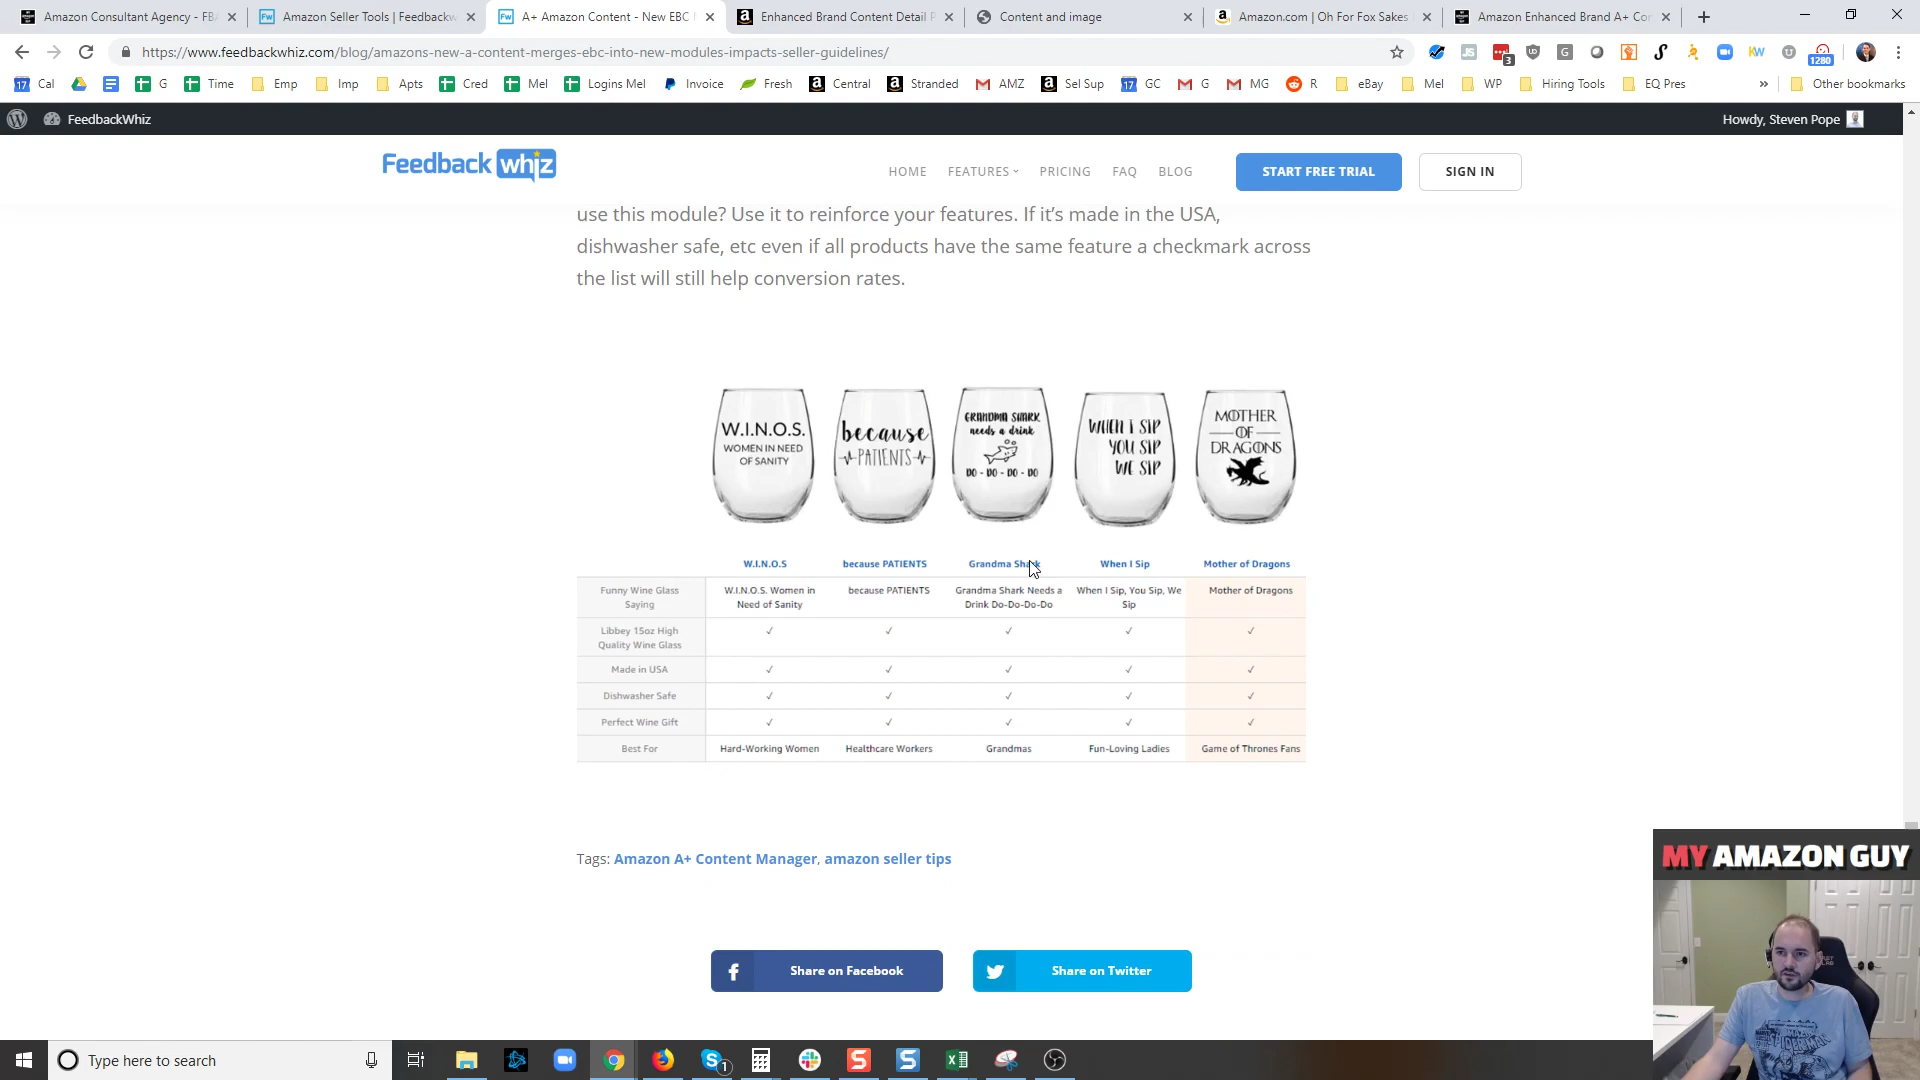 Amazon Consultant Agency - FBA
Amazon Seller Tools | Feedbackw
A+ Amazon Content - New EBC
Enhanced Brand Content Detail P
Content and image
Amazon.com | Oh For Fox Sakes
Amazon Enhanced Brand A+ Con
https://www.feedbackwhiz.com/blog/amazons-new-a-content-merges-ebc-into-new-modules-impacts-seller-guidelines/
3
KW
1280
17 Cal
G
Time
Emp
Imp
Apts
Cred
Mel
Logins Mel
Invoice
Fresh
Central
Stranded
AMZ
Sel Sup
17 GC
G
MG
R
eBay
Mel
WP
Hiring Tools
EQ Pres
»
Other bookmarks
FeedbackWhiz
Howdy, Steven Pope
Feedback whiz
HOME
FEATURES
PRICING
FAQ
BLOG
START FREE TRIAL
SIGN IN
use this module? Use it to reinforce your features. If it’s made in the USA,
dishwasher safe, etc even if all products have the same feature a checkmark across
the list will still help conversion rates.
W.I.N.O.S.
WOMEN IN NEED
OF SANITY
because
PATIENTS
GRANDMA SHARK
needs a drink
DO - DO - DO - DO
WHEN I SIP
YOU SIP
WE SIP
MOTHER
OF
DRAGONS
W.I.N.O.S because PATIENTS Grandma Shark When I Sip Mother of Dragons
Funny Wine Glass
Saying
W.I.N.O.S. Women in
Need of Sanity
because PATIENTS
Grandma Shark Needs a
Drink Do-Do-Do-Do
When I Sip, You Sip, We
Sip
Mother of Dragons
Libbey 15oz High
Quality Wine Glass
✓ ✓ ✓ ✓ ✓
Made in USA ✓ ✓ ✓ ✓ ✓
Dishwasher Safe ✓ ✓ ✓ ✓ ✓
Perfect Wine Gift ✓ ✓ ✓ ✓ ✓
Best For Hard-Working Women Healthcare Workers Grandmas Fun-Loving Ladies Game of Thrones Fans
Tags: Amazon A+ Content Manager, amazon seller tips
Share on Facebook
Share on Twitter
MY AMAZON GUY
Type here to search
1